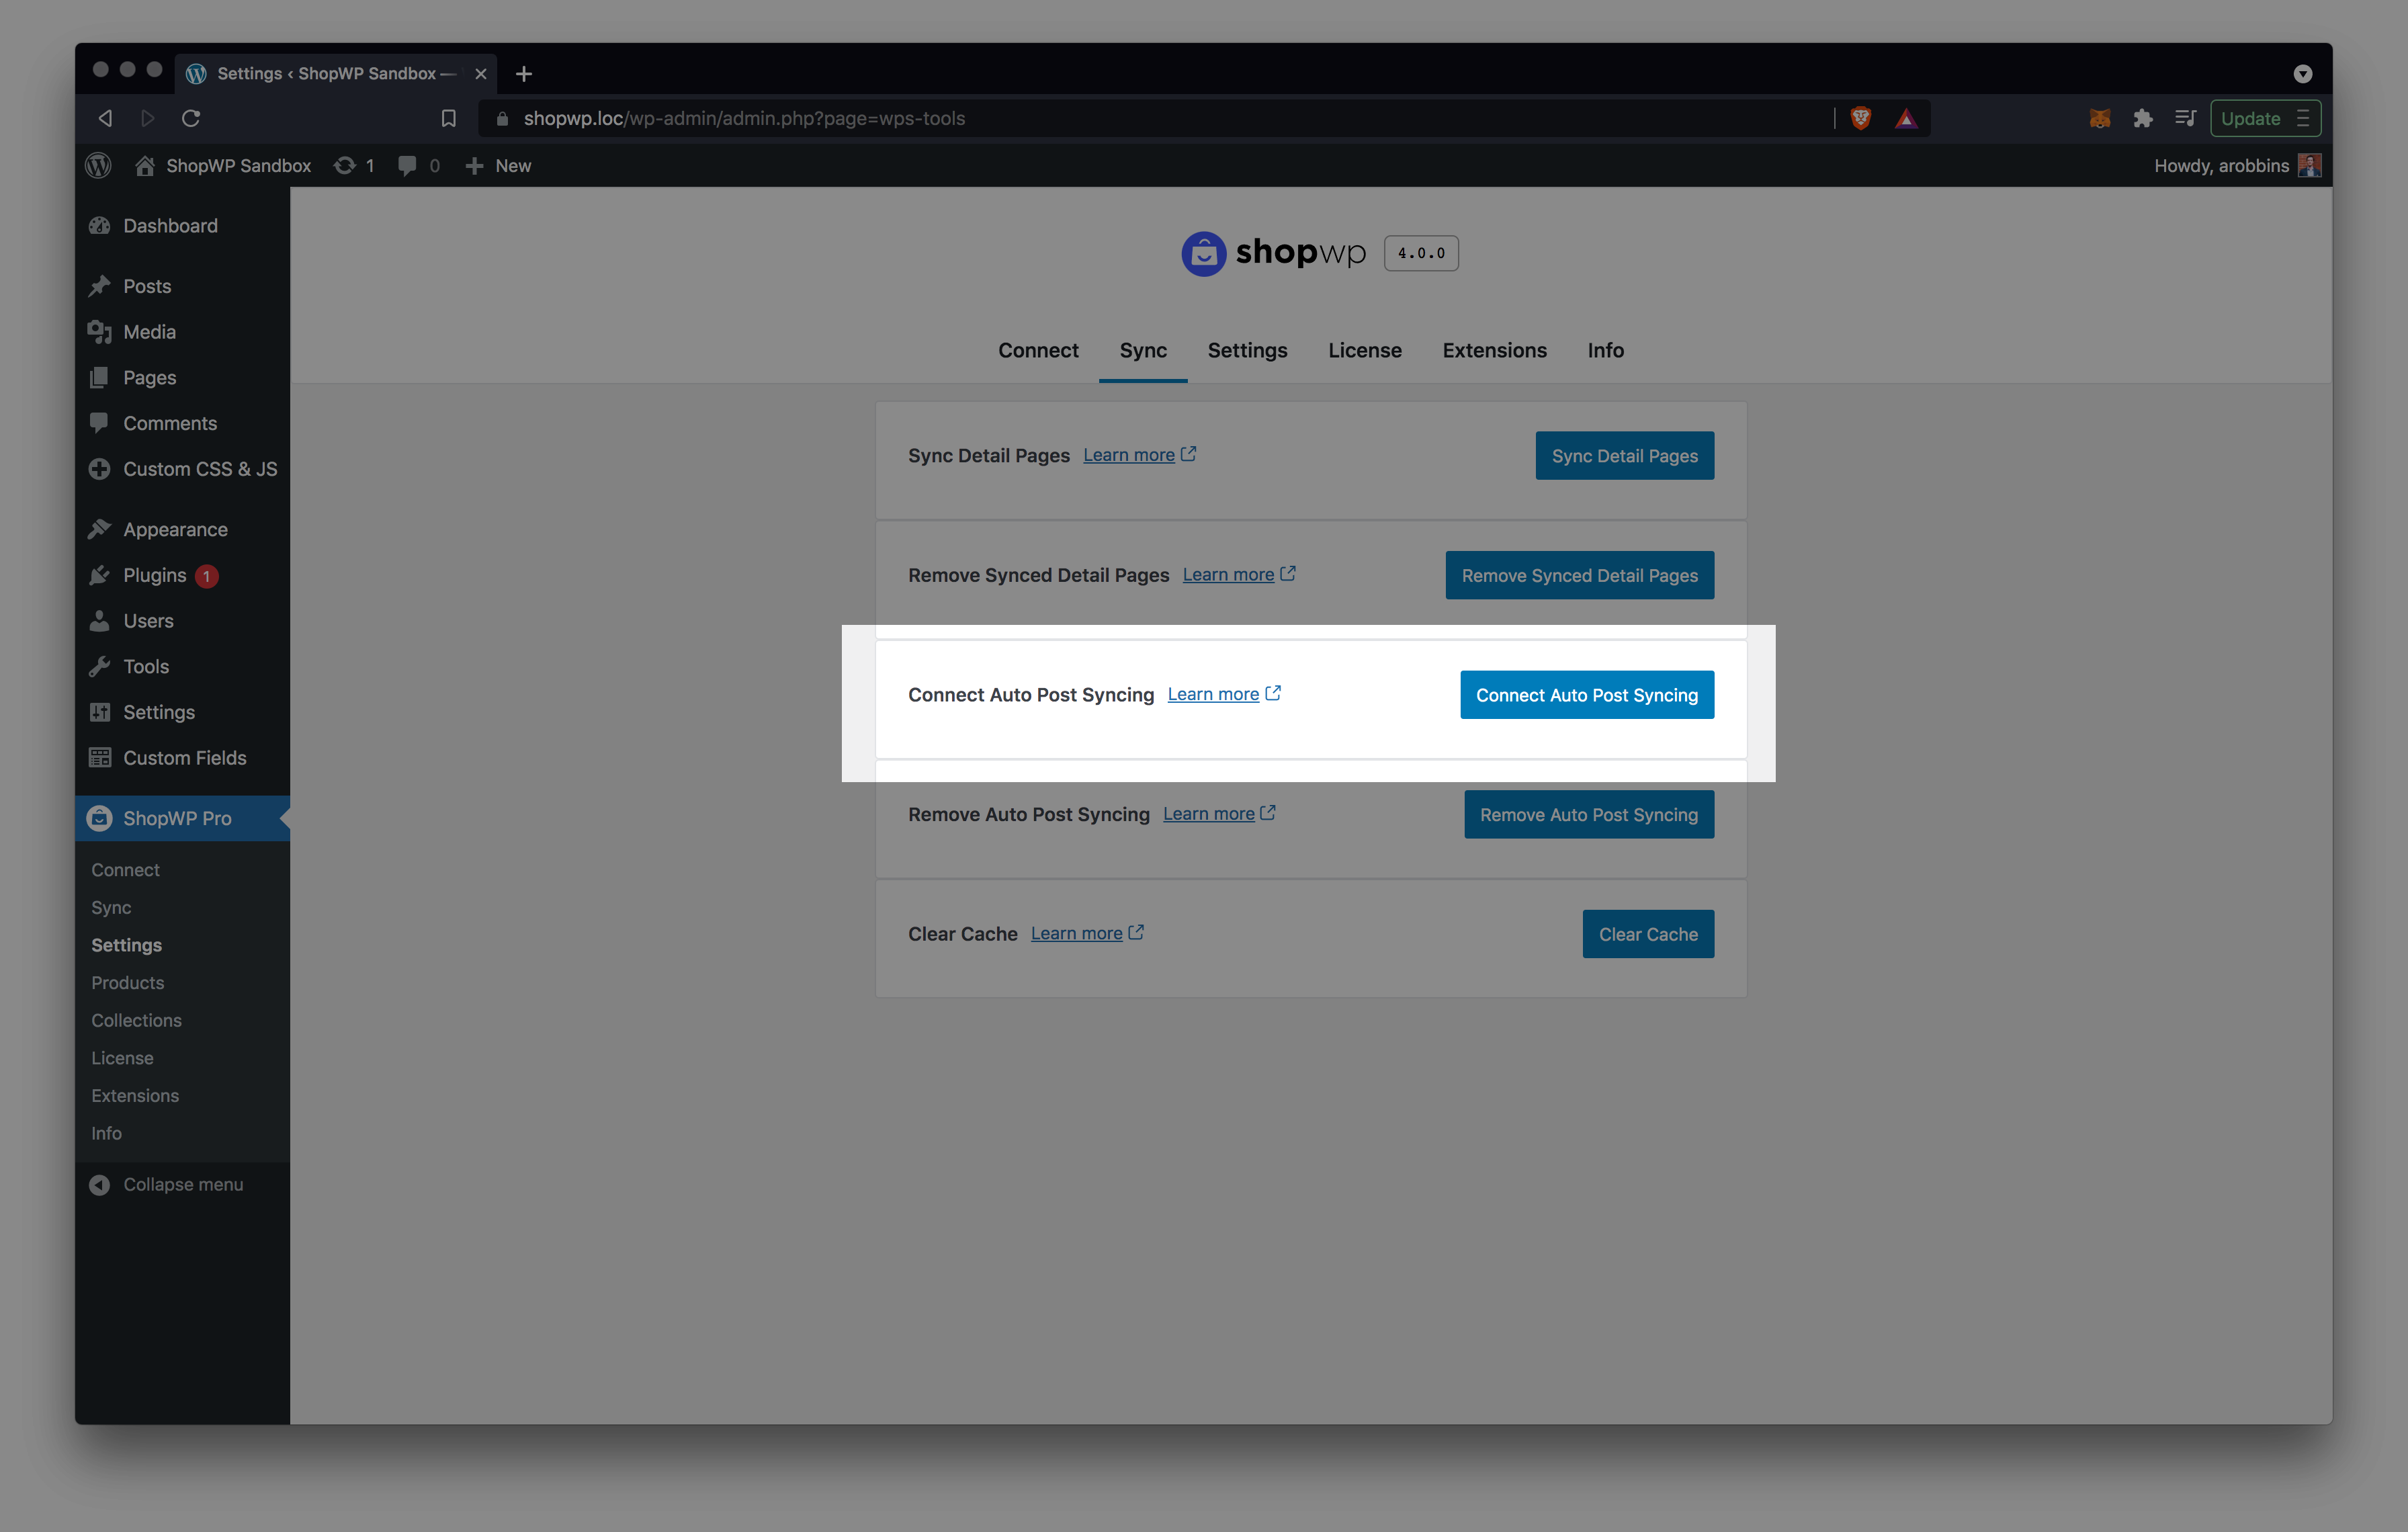 Settings ‹ ShopWP Sandbox —
shopwp.loc/wp-admin/admin.php?page=wps-tools
Update
ShopWP Sandbox 1 0 New
Howdy, arobbins
Dashboard
Posts
Media
Pages
Comments
Custom CSS & JS
Appearance
Plugins 1
Users
Tools
Settings
Custom Fields
ShopWP Pro
Connect
Sync
Settings
Products
Collections
License
Extensions
Info
Collapse menu
shopwp 4.0.0
Connect Sync Settings License Extensions Info
Sync Detail Pages Learn more Sync Detail Pages
Remove Synced Detail Pages Learn more Remove Synced Detail Pages
Connect Auto Post Syncing Learn more Connect Auto Post Syncing
Remove Auto Post Syncing Learn more Remove Auto Post Syncing
Clear Cache Learn more Clear Cache